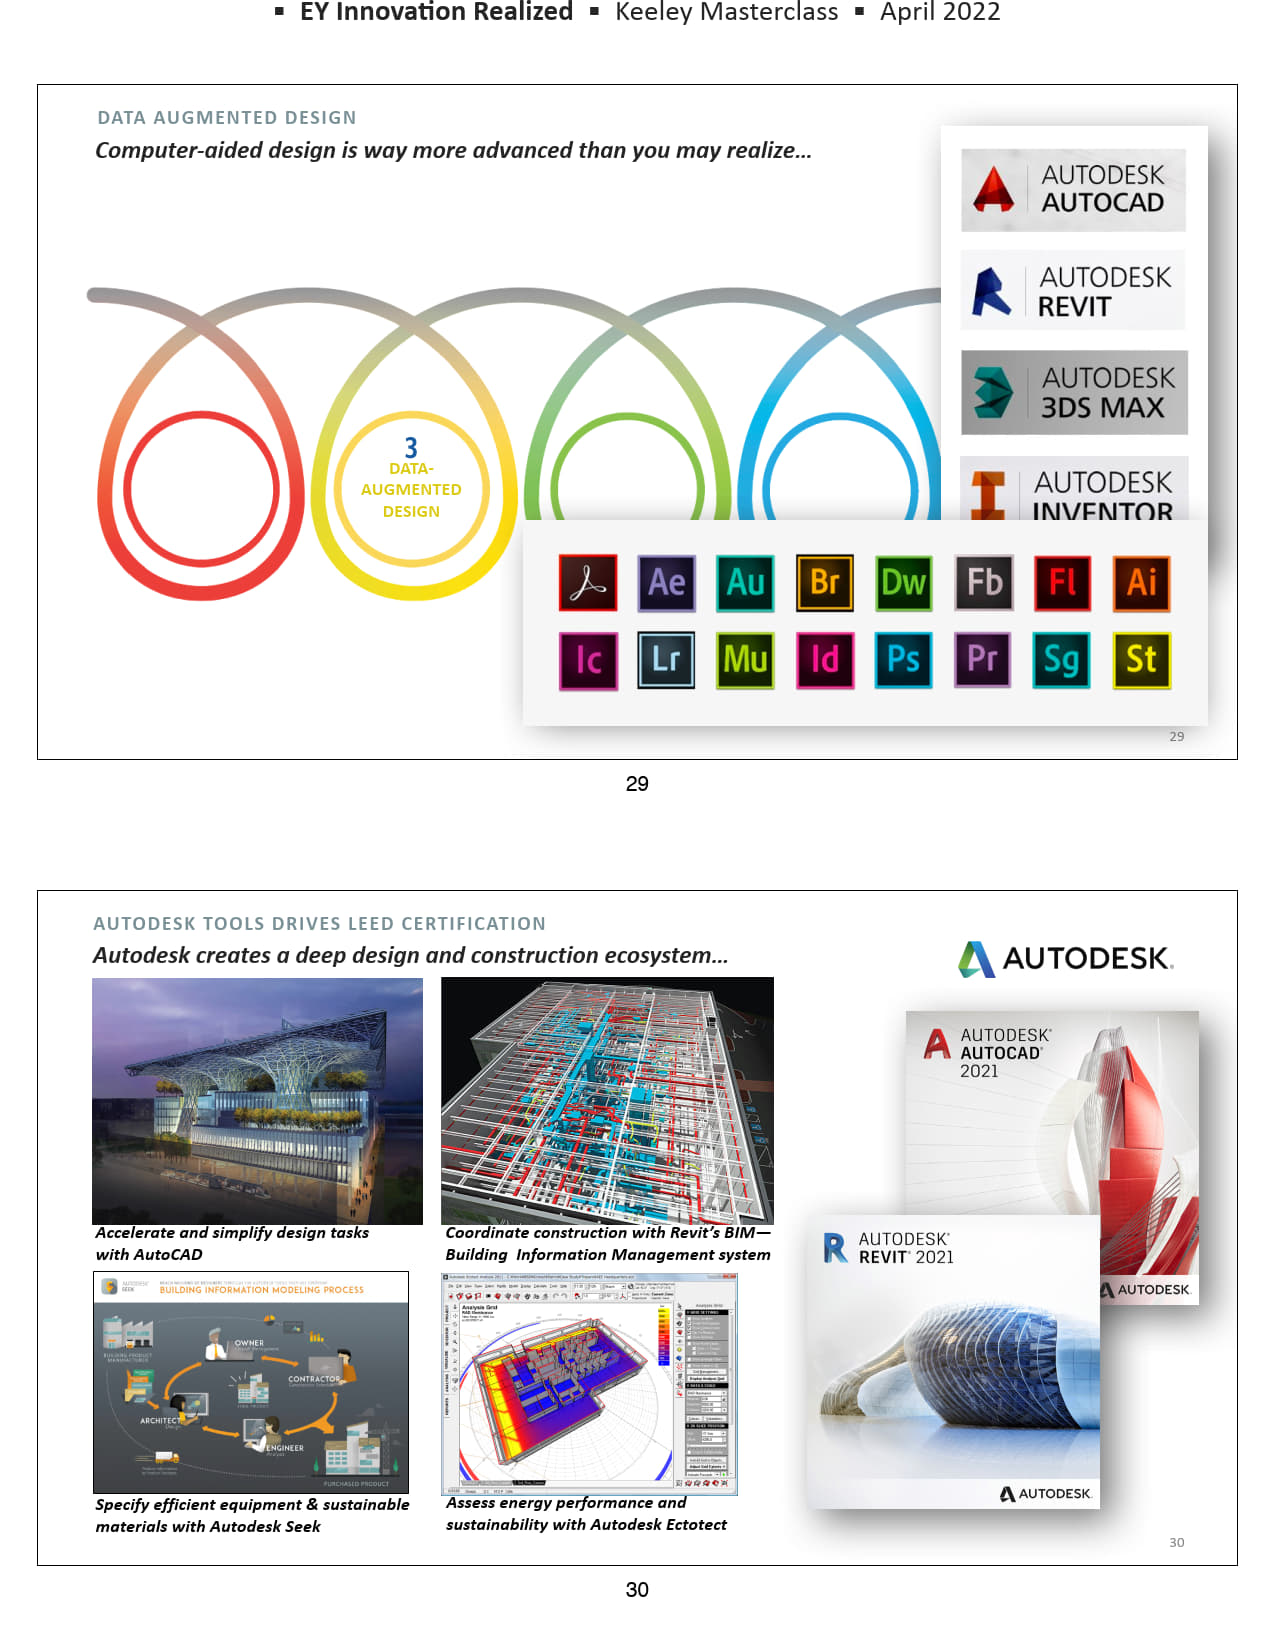 ▪ EY Innovation Realized ▪ Keeley Masterclass ▪ April 2022
DATA AUGMENTED DESIGN
Computer-aided design is way more advanced than you may realize...
AUTODESK
AUTOCAD
AUTODESK
REVIT
AUTODESK
3DS MAX
AUTODESK
INVENTOR
3
DATA-
AUGMENTED
DESIGN
Ae Au Br Dw Fb Fl Ai
Ic Lr Mu Id Ps Pr Sg St
29
29
AUTODESK TOOLS DRIVES LEED CERTIFICATION
Autodesk creates a deep design and construction ecosystem...
AUTODESK.
AUTODESK®
AUTOCAD®
2021
Accelerate and simplify design tasks
with AutoCAD
Coordinate construction with Revit's BIM—
Building Information Management system
AUTODESK®
REVIT® 2021
AUTODESK.
AUTODESK
SEEK
BUILDING INFORMATION MODELING PROCESS
BUILDING PRODUCT
MANUFACTURER
OWNER
CONTRACTOR
ARCHITECT
ENGINEER
PURCHASED PRODUCT
Analysis Grid
AUTODESK.
Specify efficient equipment & sustainable
materials with Autodesk Seek
Assess energy performance and
sustainability with Autodesk Ectotect
30
30